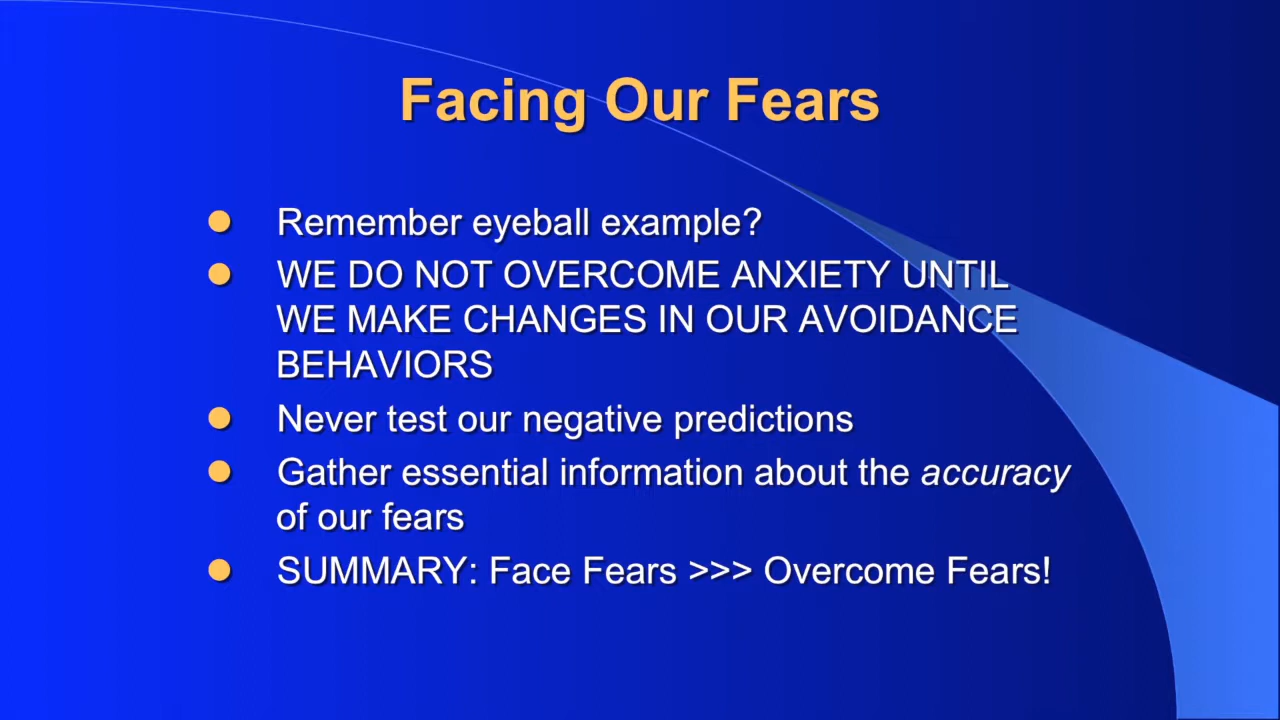 Facing Our Fears
Remember eyeball example?
WE DO NOT OVERCOME ANXIETY UNTIL
WE MAKE CHANGES IN OUR AVOIDANCE
BEHAVIORS
Never test our negative predictions
Gather essential information about the accuracy
of our fears
SUMMARY: Face Fears >>> Overcome Fears!